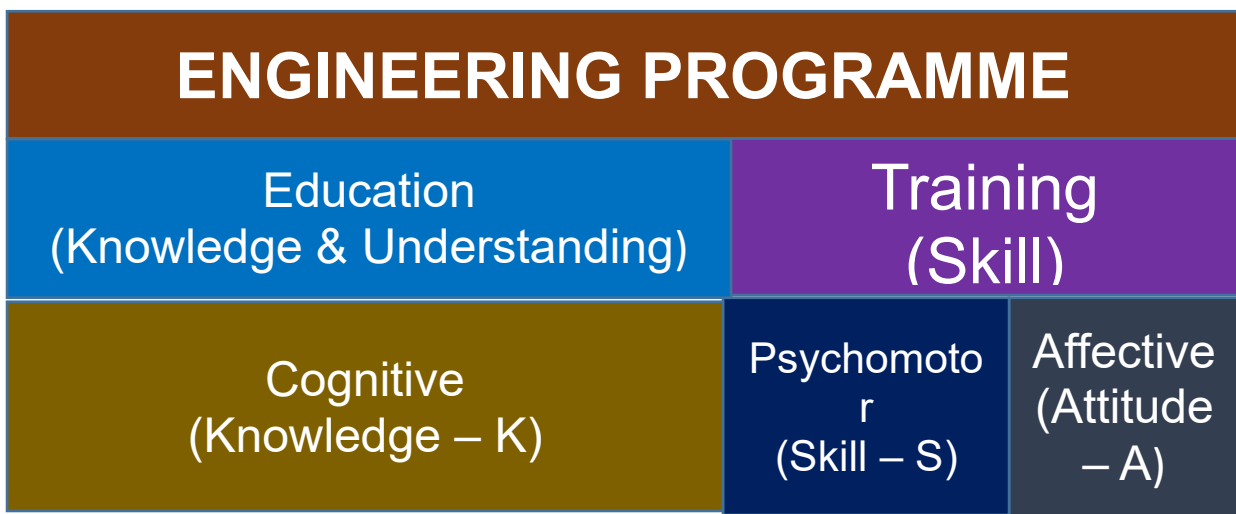 ENGINEERING PROGRAMME
Education
(Knowledge & Understanding)
Training
(Skill)
Cognitive
(Knowledge – K)
Psychomoto
r
(Skill – S)
Affective
(Attitude
– A)